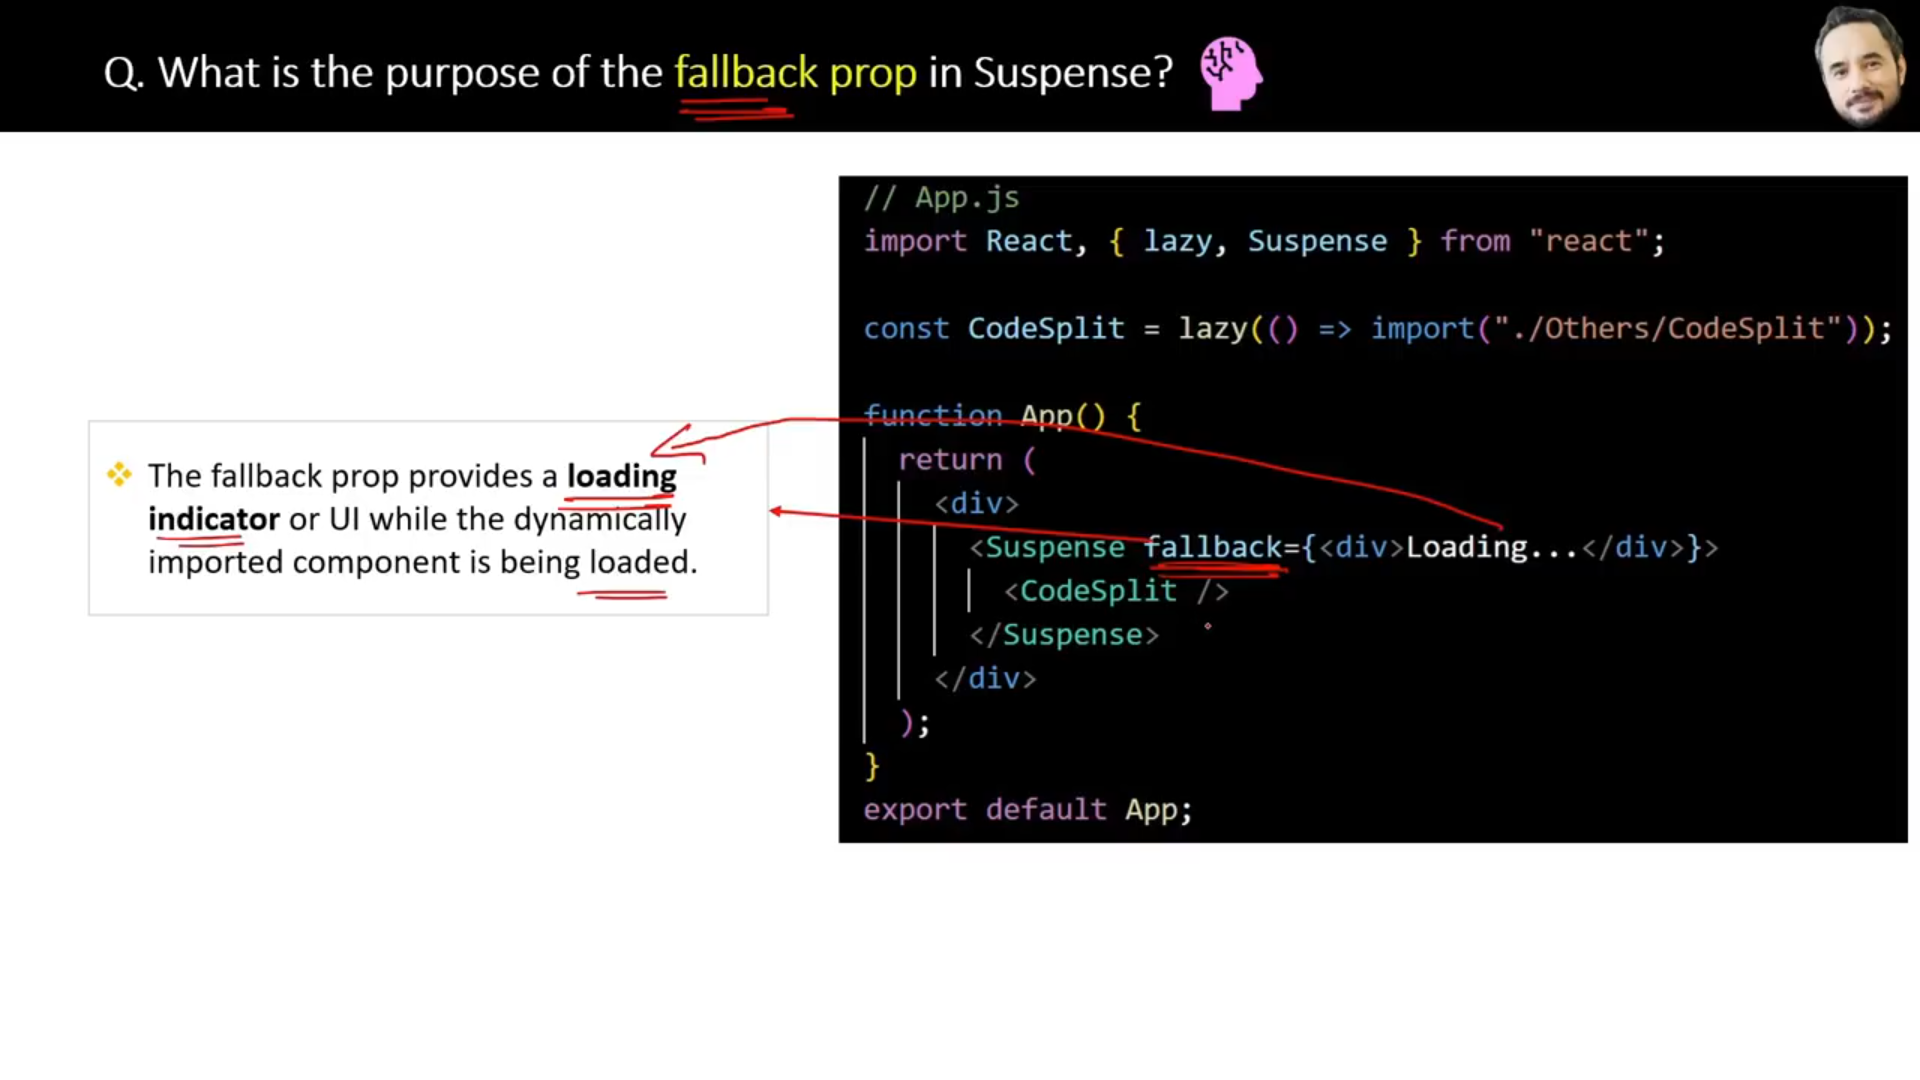 Q. What is the purpose of the fallback prop in Suspense?
The fallback prop provides a loading
indicator or UI while the dynamically
imported component is being loaded.
// App.js
import React, { lazy, Suspense } from "react";
const CodeSplit = lazy(() => import("./Others/CodeSplit"));
function App() {
return (
<div>
<Suspense fallback={<div>Loading...</div>}>
<CodeSplit />
</Suspense>
</div>
);
}
export default App;